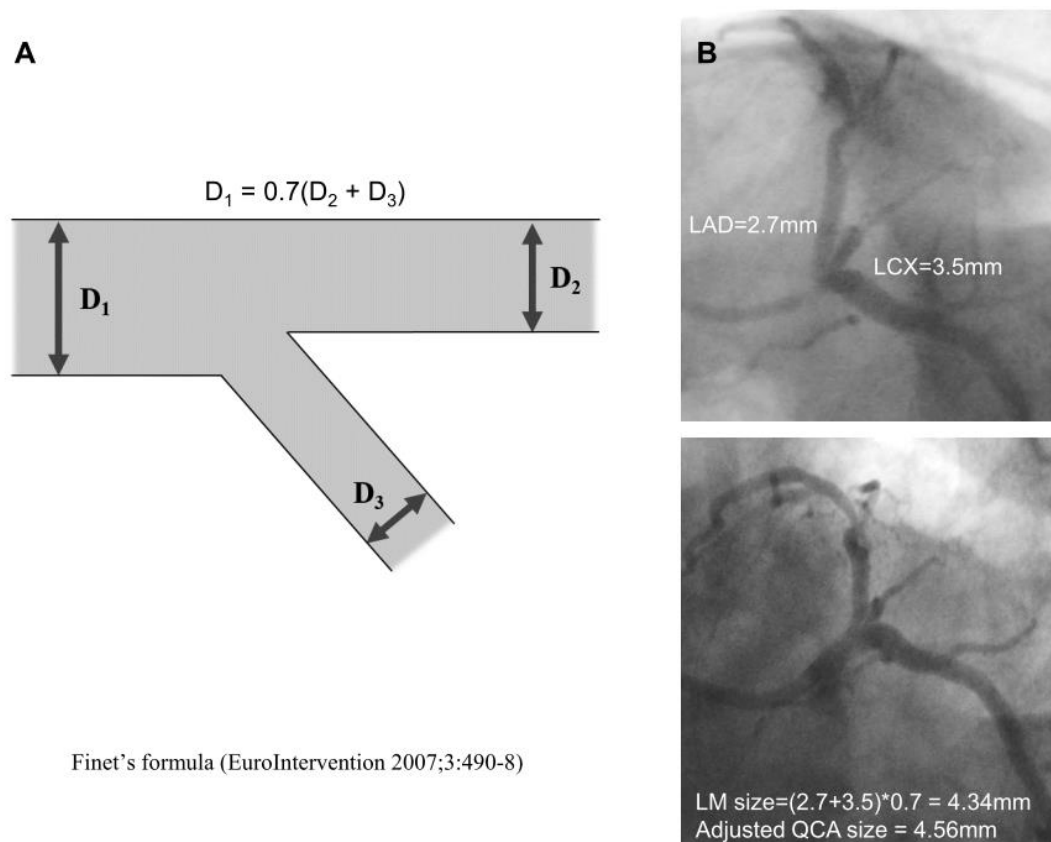 A
D₁ = 0.7(D₂ + D₃)
D₁
D₂
D₃
Finet's formula (EuroIntervention 2007;3:490-8)
B
LAD=2.7mm
LCX=3.5mm
LM size=(2.7+3.5)*0.7 = 4.34mm
Adjusted QCA size = 4.56mm